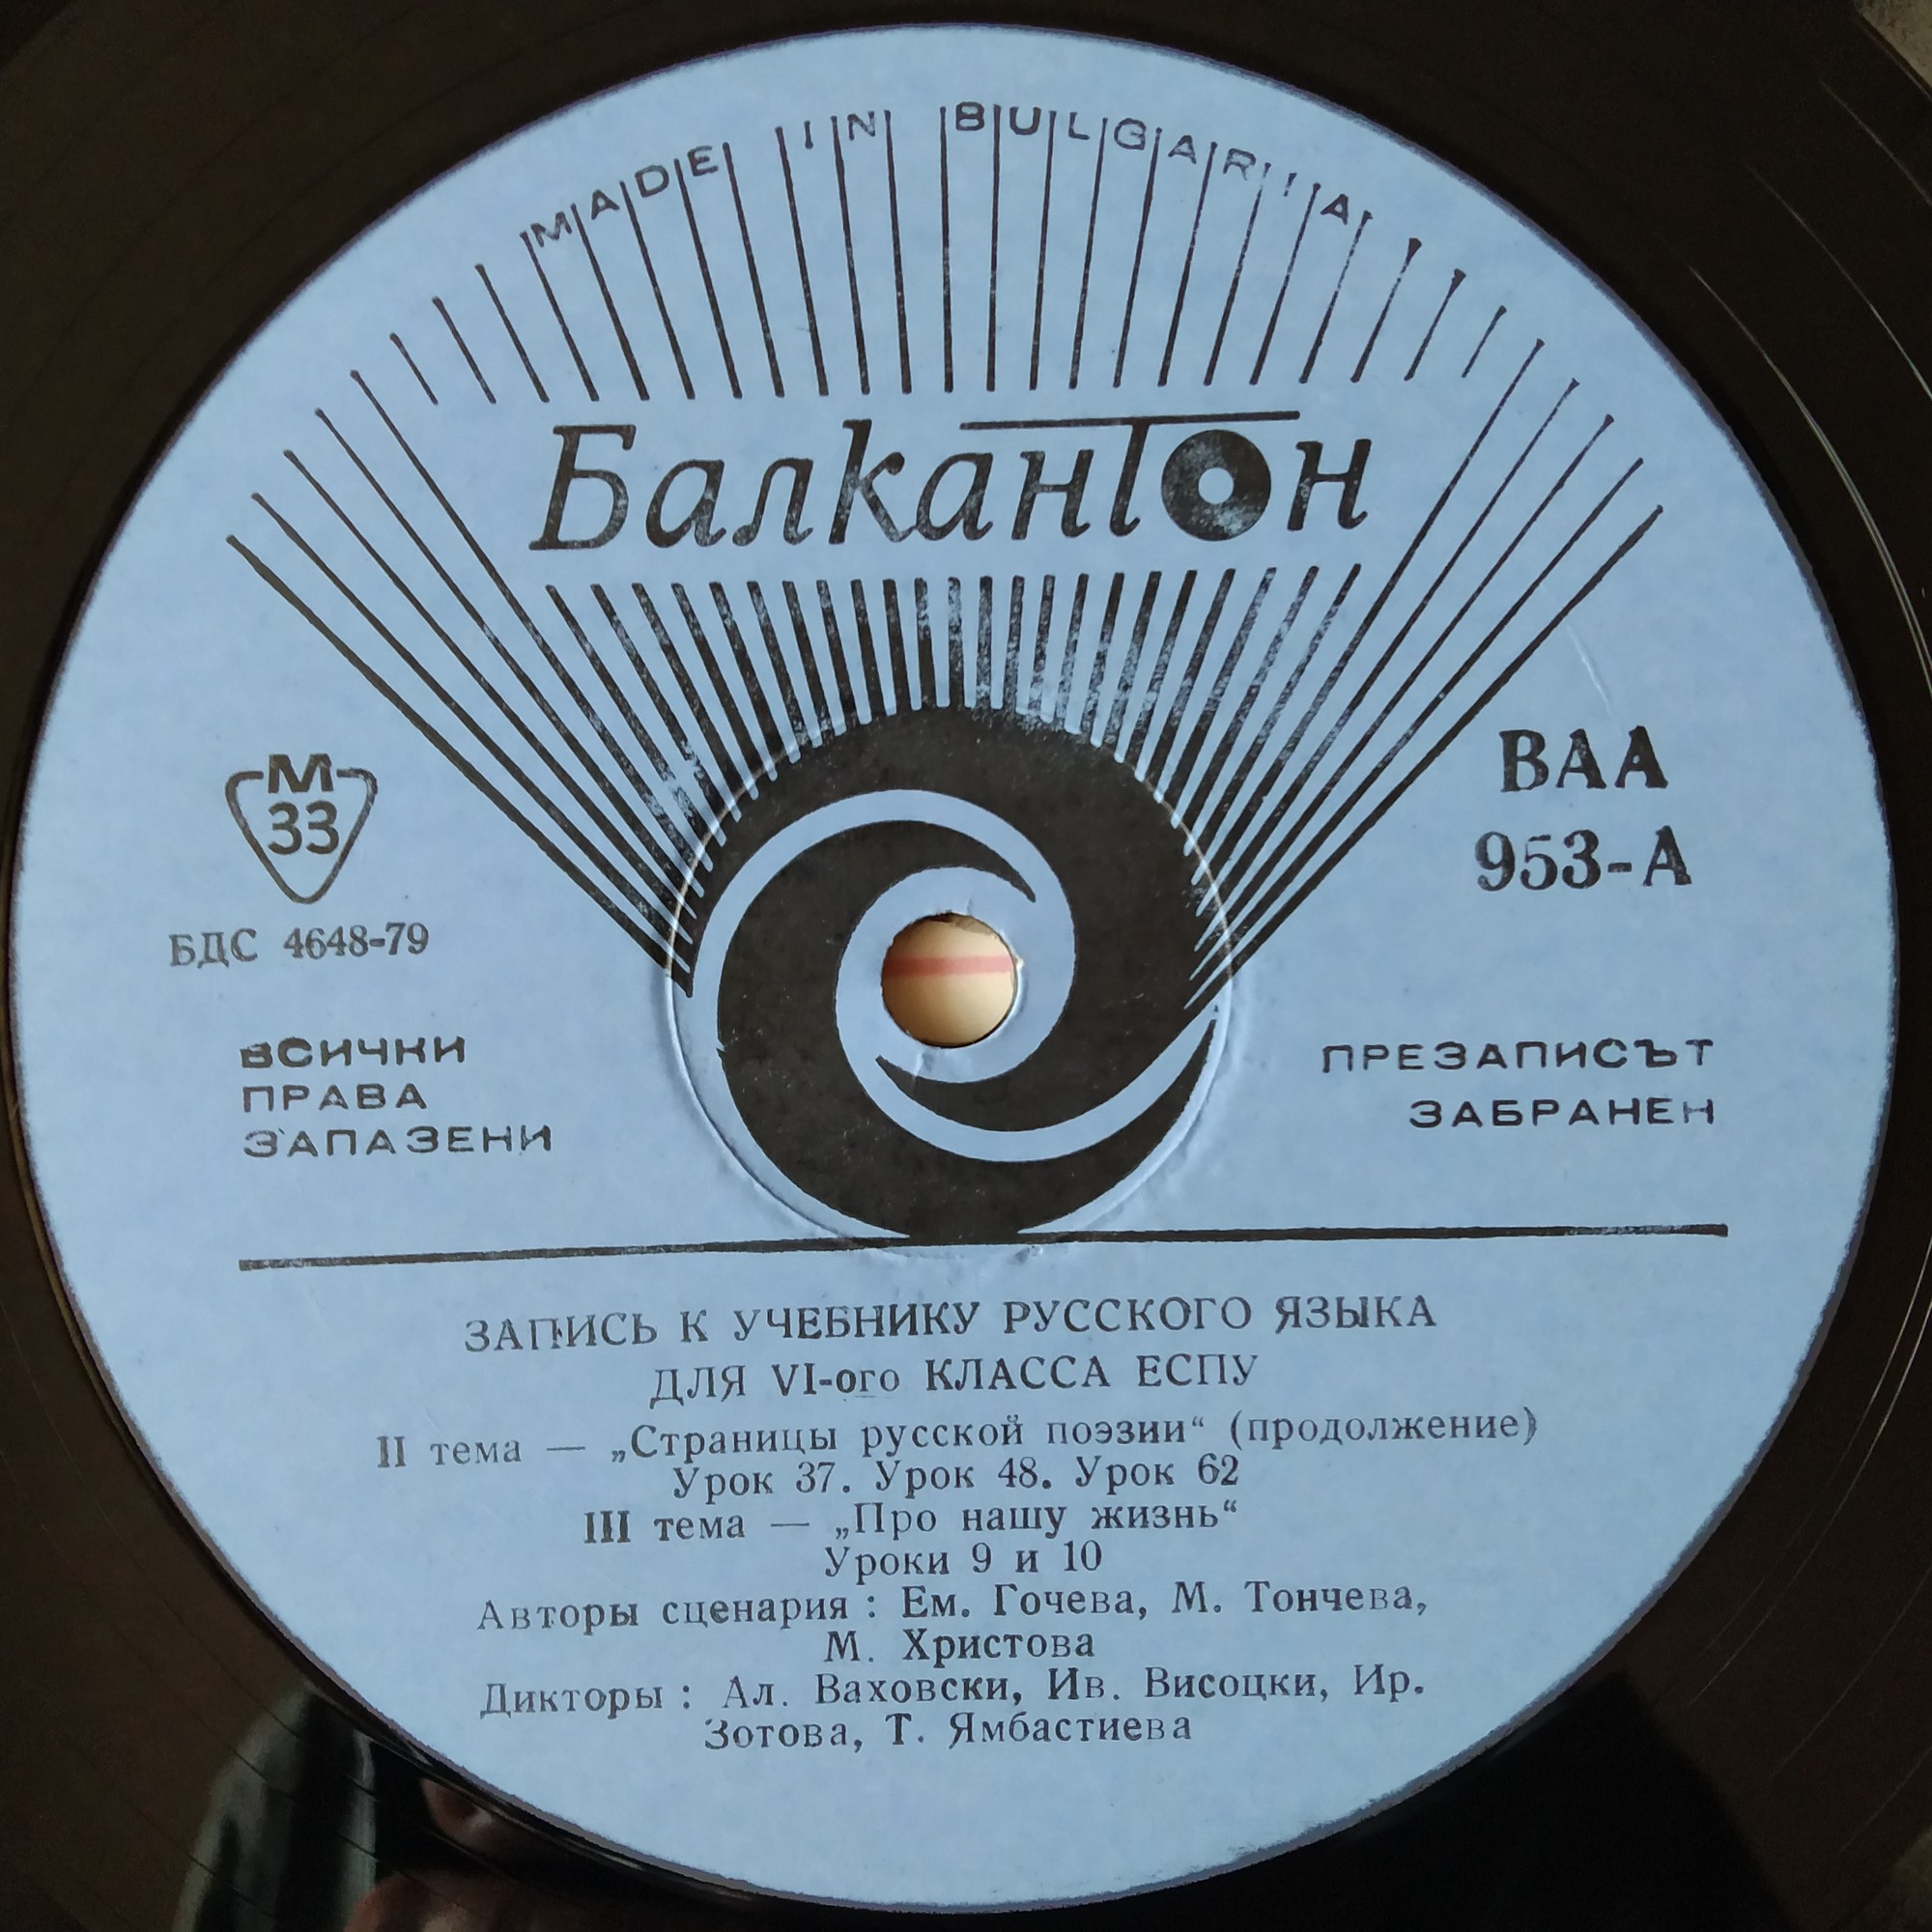 MADE IN BULGARIA
Балкантон
М
33
БДС 4648-79
ВАА
953-А
ВСИЧКИ
ПРАВА
ЗАПАЗЕНИ
ПРЕЗАПИСЪТ
ЗАБРАНЕН
ЗАПИСЬ К УЧЕБНИКУ РУССКОГО ЯЗЫКА
ДЛЯ VI-ого КЛАССА ЕСПУ
II тема — „Страницы русской поэзии“ (продолжение)
Урок 37. Урок 48. Урок 62
III тема — „Про нашу жизнь“
Уроки 9 и 10
Авторы сценария : Ем. Гочева, М. Тончева,
М. Христова
Дикторы : Ал. Ваховски, Ив. Висоцки, Ир.
Зотова, Т. Ямбастиева